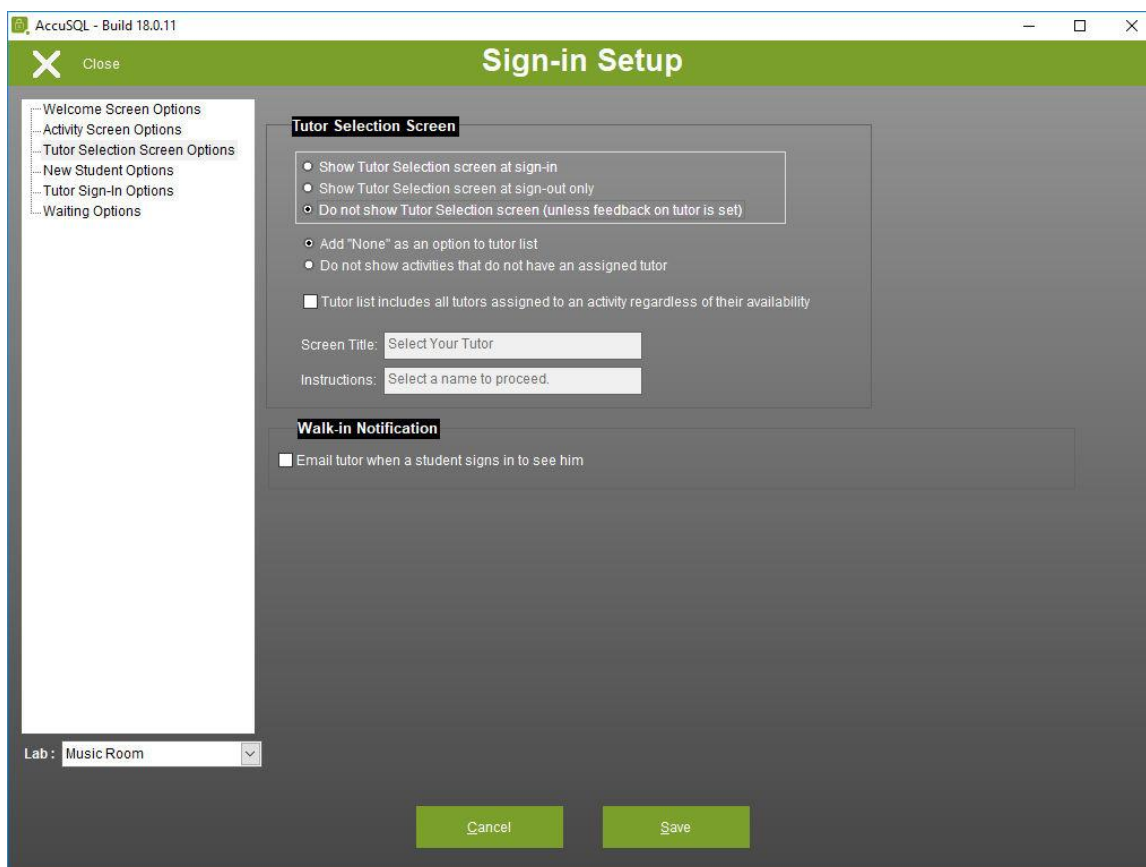 AccuSQL - Build 18.0.11
Close
Sign-in Setup
Welcome Screen Options
Activity Screen Options
Tutor Selection Screen Options
New Student Options
Tutor Sign-In Options
Waiting Options
Tutor Selection Screen
Show Tutor Selection screen at sign-in
Show Tutor Selection screen at sign-out only
Do not show Tutor Selection screen (unless feedback on tutor is set)
Add "None" as an option to tutor list
Do not show activities that do not have an assigned tutor
Tutor list includes all tutors assigned to an activity regardless of their availability
Screen Title: Select Your Tutor
Instructions: Select a name to proceed.
Walk-in Notification
Email tutor when a student signs in to see him
Lab : Music Room
Cancel
Save